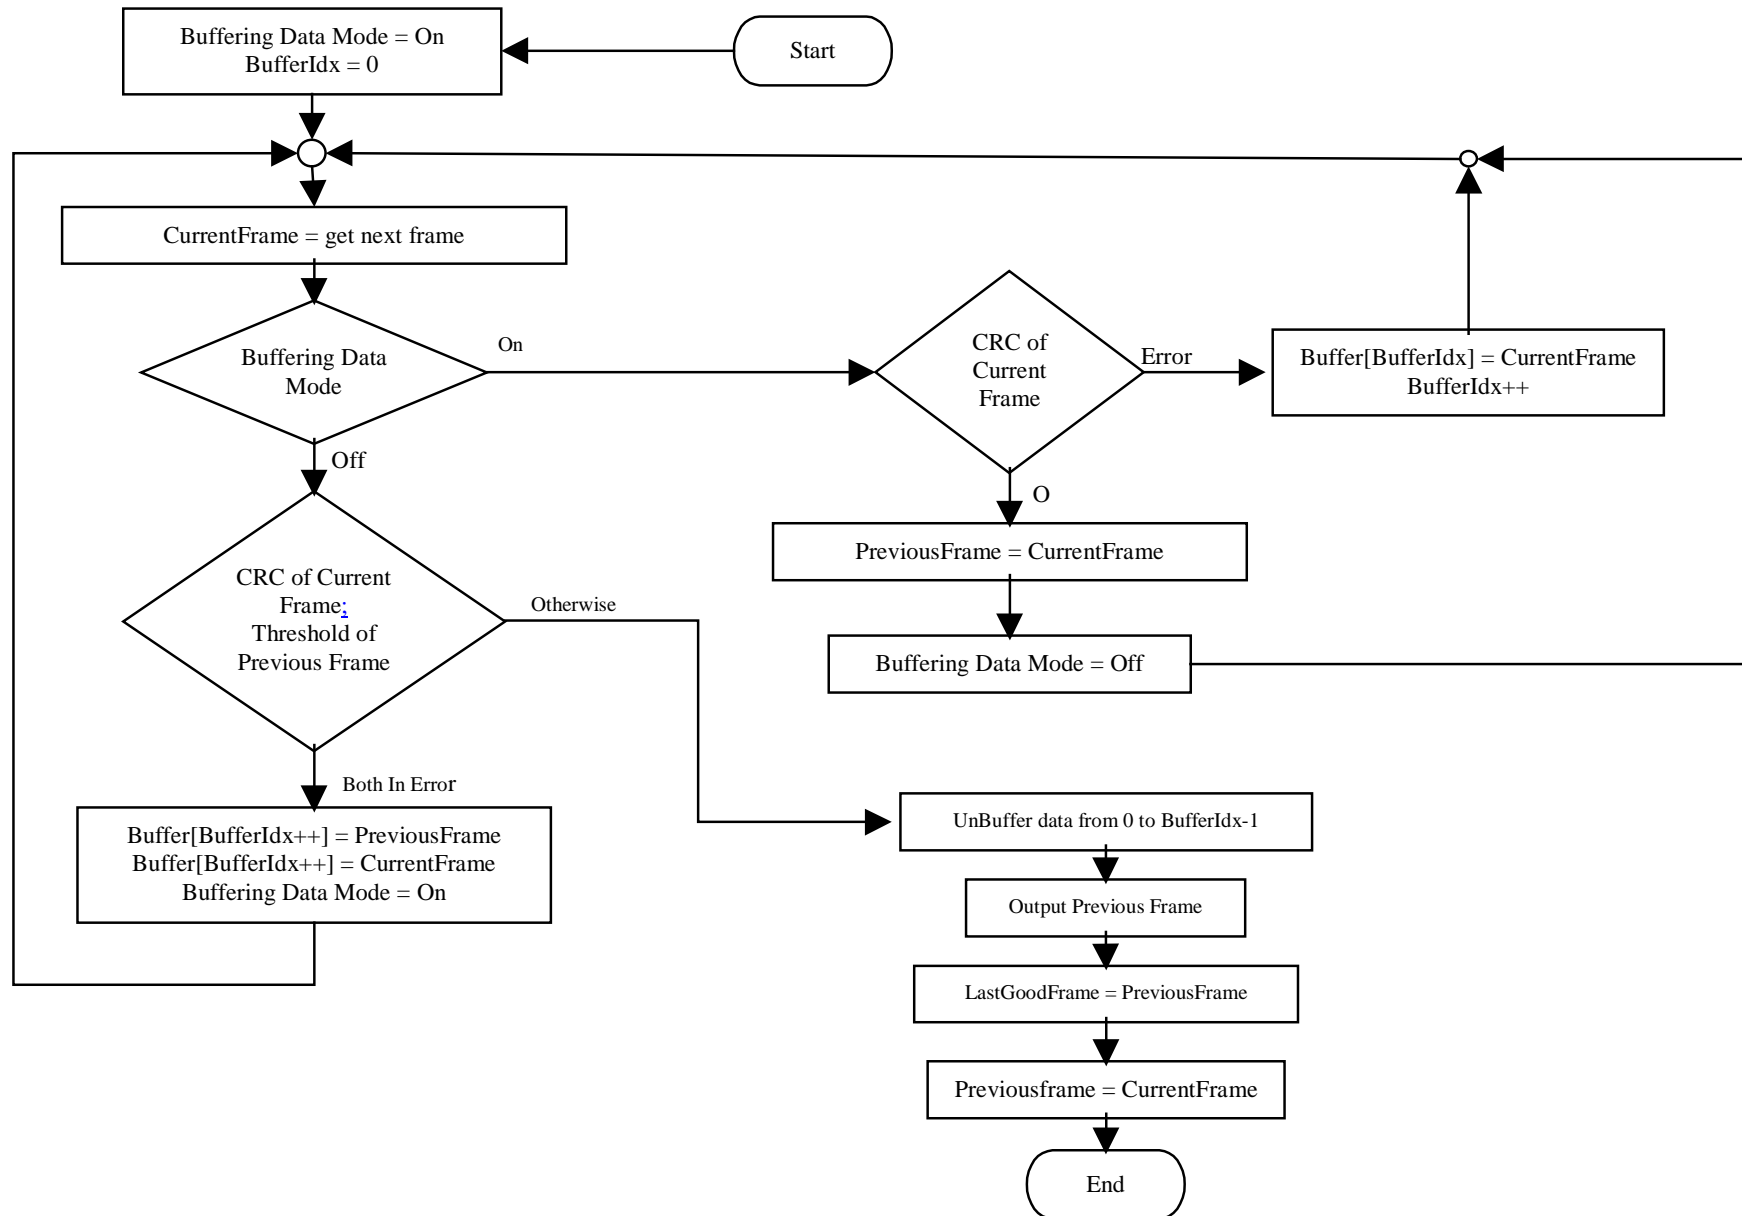 Start
Buffering Data Mode = On
BufferIdx = 0
CurrentFrame = get next frame
Buffering Data
Mode
On
Off
CRC of
Current
Frame
Error
Buffer[BufferIdx] = CurrentFrame
BufferIdx++
O
PreviousFrame = CurrentFrame
Buffering Data Mode = Off
CRC of Current
Frame;
Threshold of
Previous Frame
Otherwise
Both In Error
Buffer[BufferIdx++] = PreviousFrame
Buffer[BufferIdx++] = CurrentFrame
Buffering Data Mode = On
UnBuffer data from 0 to BufferIdx-1
Output Previous Frame
LastGoodFrame = PreviousFrame
Previousframe = CurrentFrame
End